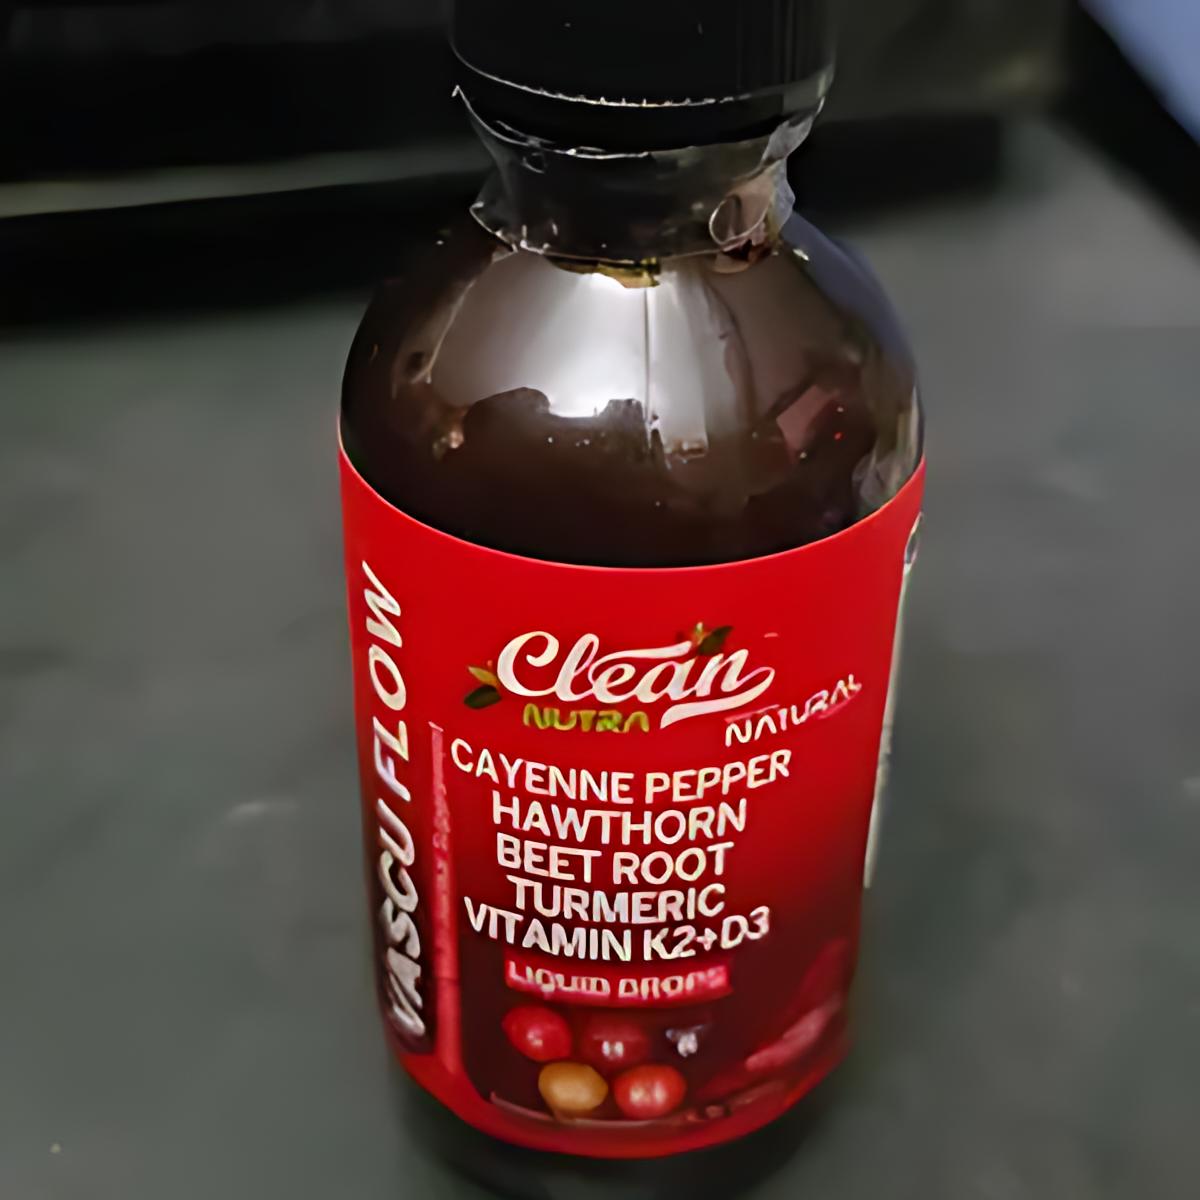 Clean
NUTRA
NATURAL
CAYENNE PEPPER
HAWTHORN
BEET ROOT
TURMERIC
VITAMIN K2+D3
LIQUID DROPS
VASCU FLOW